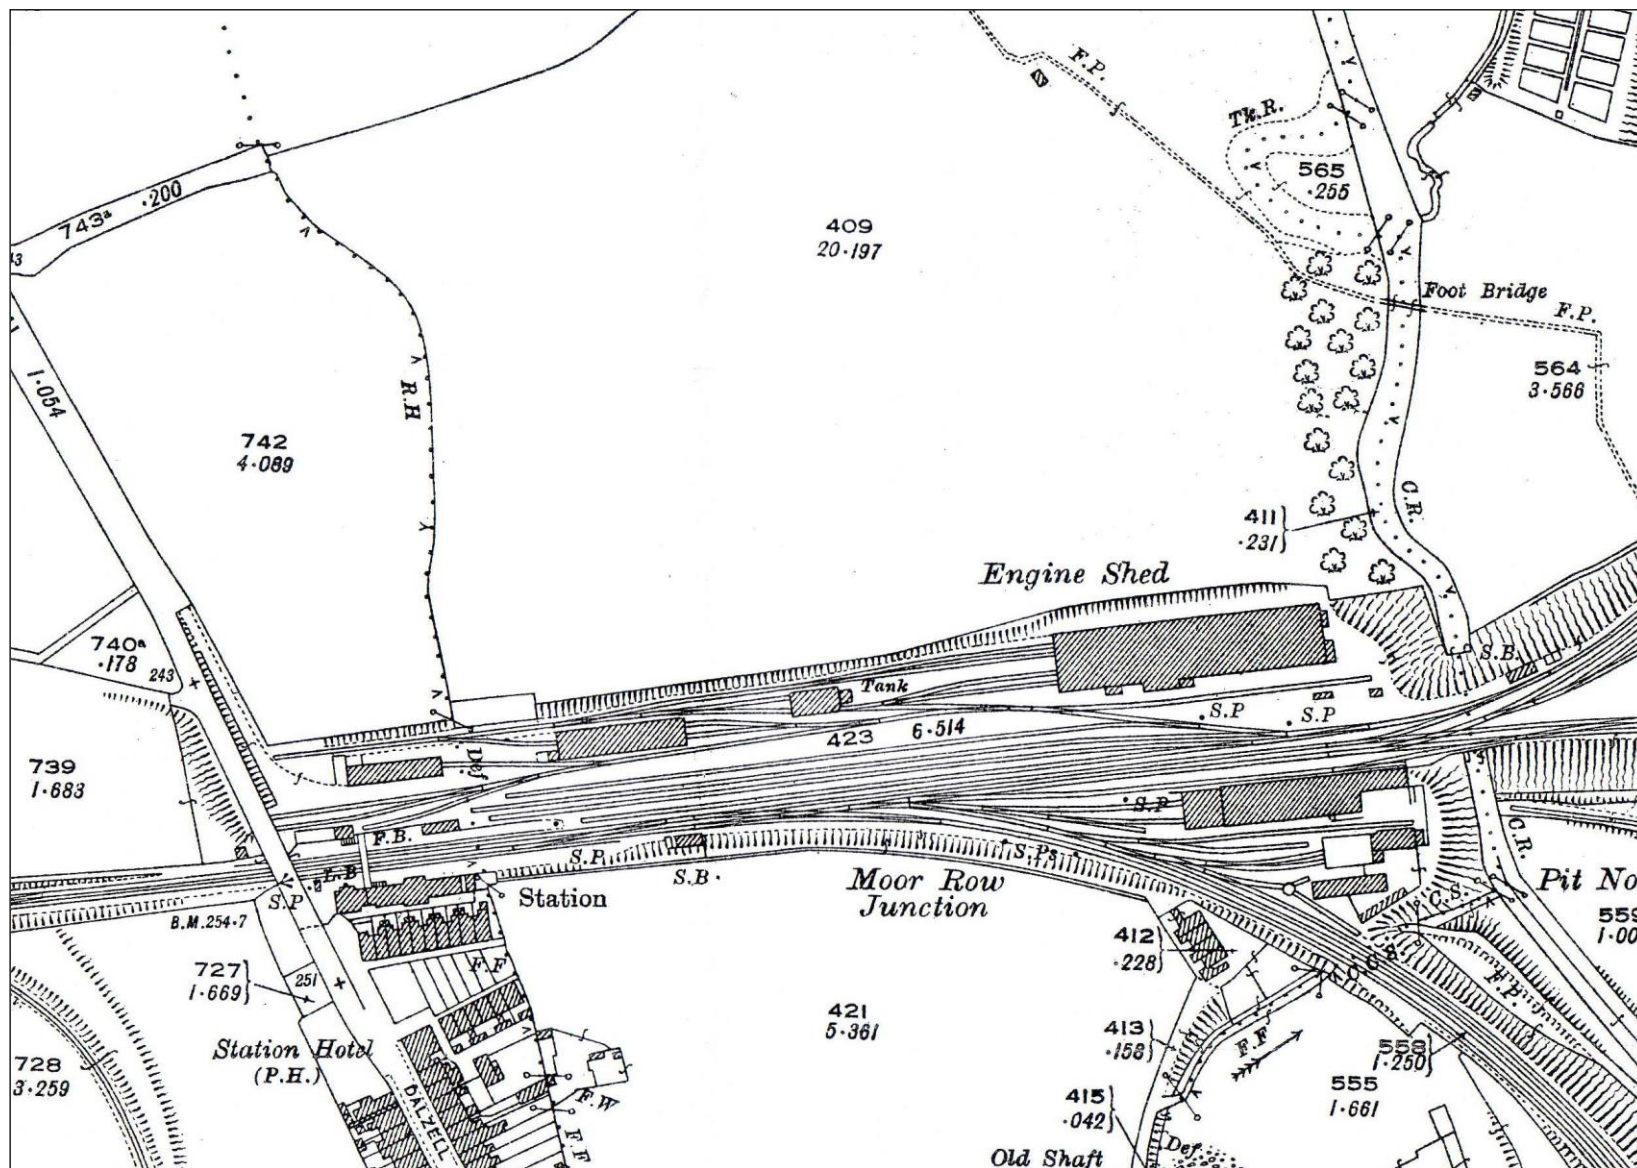 F.P.
Tk.R.
565
.255
743a .200
409
20.197
Foot Bridge
F.P.
564
3.566
1.054
R.H
742
4.089
C.R.
411
.231
Engine Shed
740a
.178
243
S.B.
Tank
S.P
S.P
423 6.514
Def
739
1.683
S.P
F.B.
S.P.
S.P.
C.R.
L.B
S.P
S.B.
Station
Moor Row
Junction
C.S.
Pit No
559
1.00
B.M.254.7
412
.228
727
1.669
251
F.F
C.C.S.
F.P.
421
5.361
413
.158
F.F
558
1.250
Station Hotel
(P.H.)
728
3.259
555
1.661
DALZELL
F.W
F.F
415
.042
Def
Old Shaft